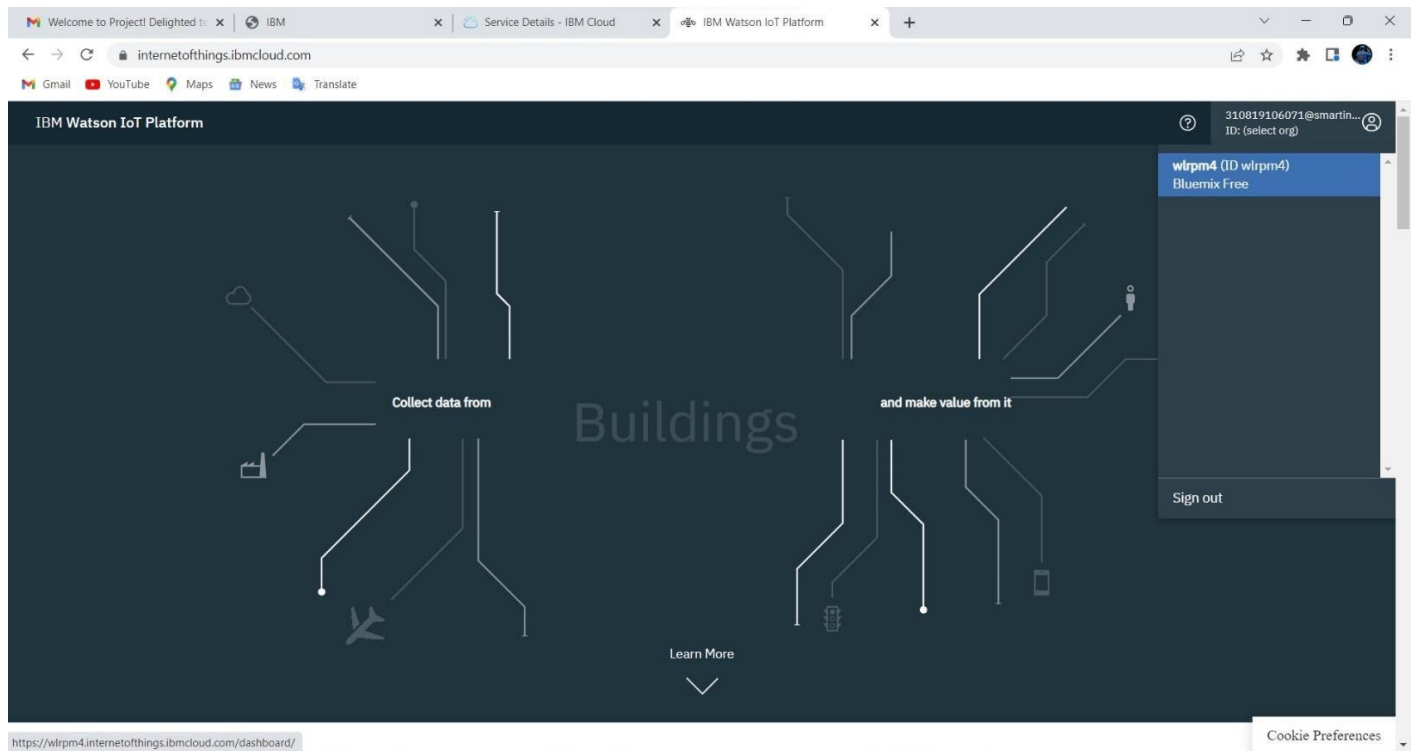 Welcome to Project! Delighted to
IBM
Service Details - IBM Cloud
IBM Watson IoT Platform
internetofthings.ibmcloud.com
Gmail
YouTube
Maps
News
Translate
IBM Watson IoT Platform
310819106071@smartin...
ID: (select org)
wlrpm4 (ID wlrpm4)
Bluemix Free
Collect data from
Buildings
and make value from it
Sign out
Learn More
Cookie Preferences
https://wlrpm4.internetofthings.ibmcloud.com/dashboard/